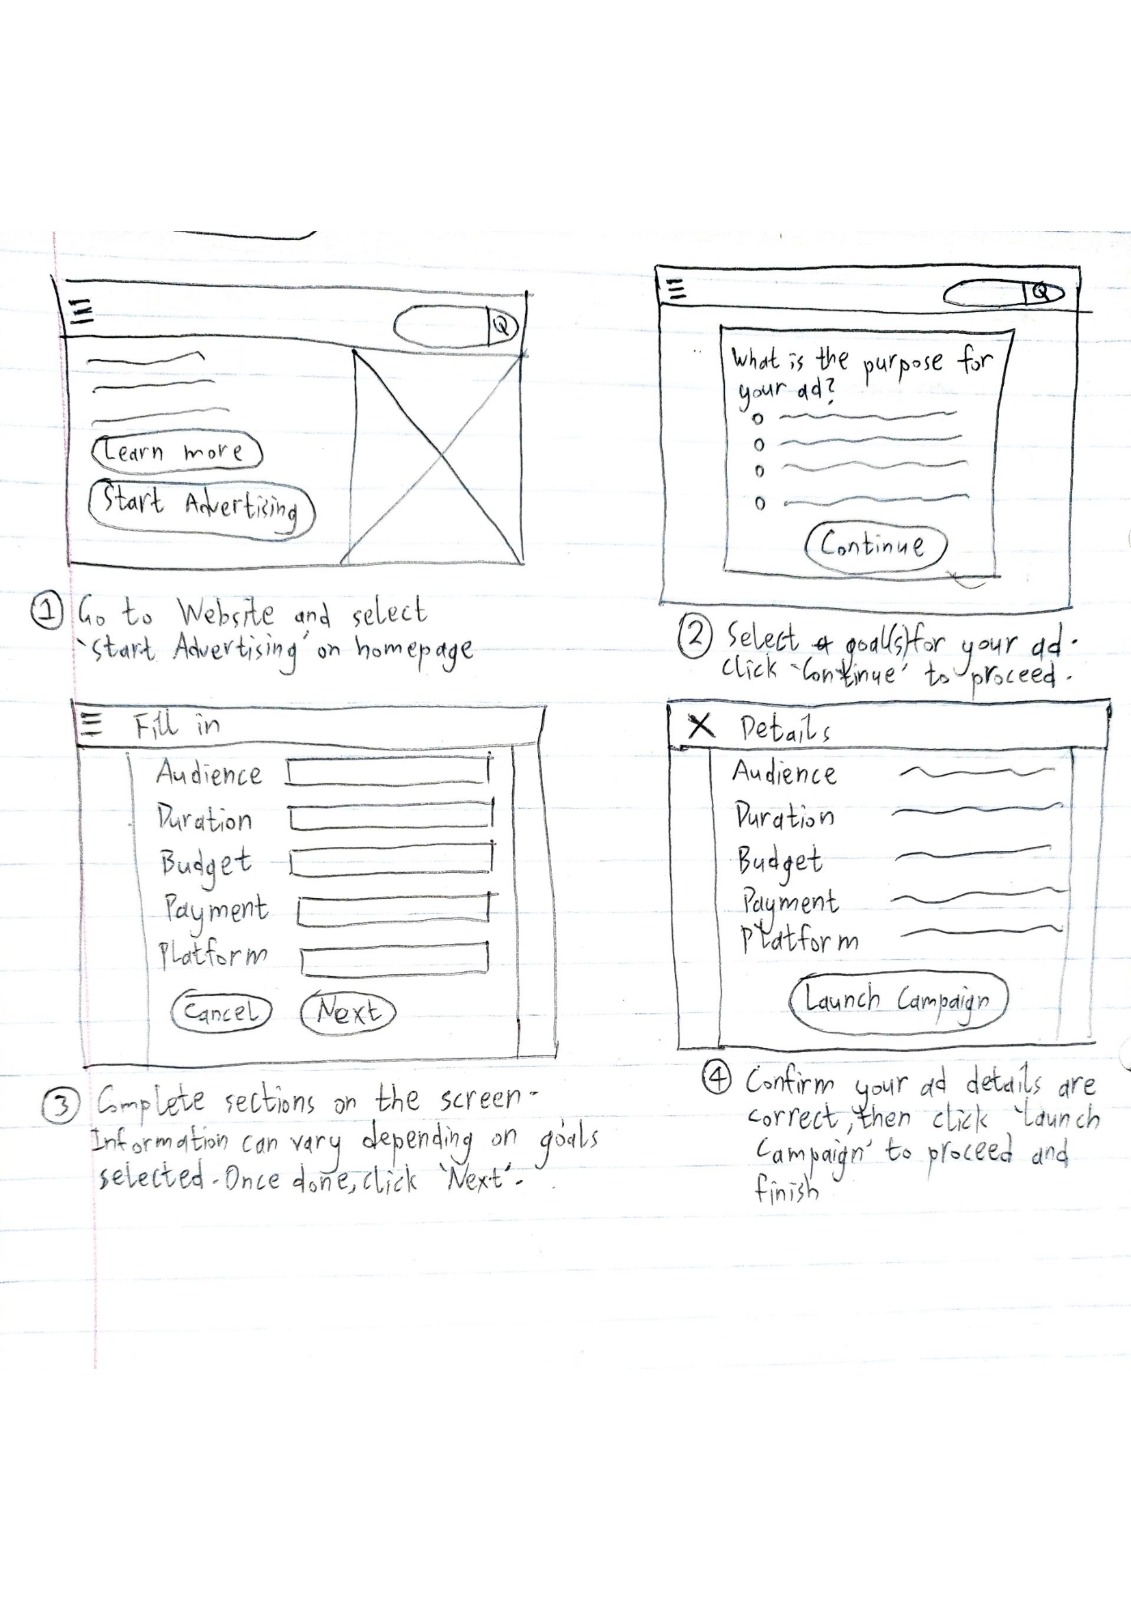 Learn more
Start Advertising
① Go to Website and select
'Start Advertising' on homepage
What is the purpose for
your ad?
Continue
② Select goal(s) for your ad.
click 'Continue' to proceed.
Fill in
Audience
Duration
Budget
Payment
Platform
Cancel Next
③ Complete sections on the screen.
Information can vary depending on goals
selected. Once done, click 'Next'.
X Details
Audience
Duration
Budget
Payment
Platform
Launch Campaign
④ Confirm your ad details are
correct, then click 'Launch
Campaign' to proceed and
finish